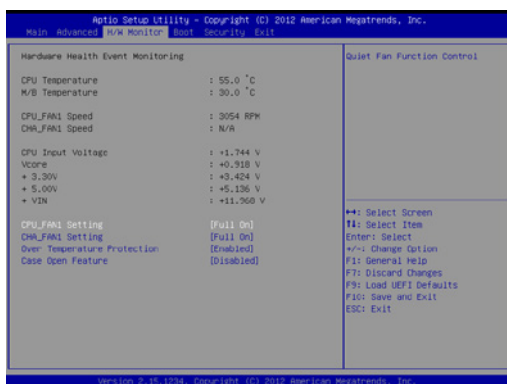 Aptio Setup Utility - Copyright (C) 2012 American Megatrends, Inc.
Main Advanced H/W Monitor Boot Security Exit
Hardware Health Event Monitoring
CPU Temperature : 55.0 °C
M/B Temperature : 30.0 °C
CPU_FAN1 Speed : 3054 RPM
CHA_FAN1 Speed : N/A
CPU Input Voltage : +1.744 V
Vcore : +0.918 V
+ 3.30V : +3.424 V
+ 5.00V : +5.136 V
+ VIN : +11.968 V
CPU_FAN1 Setting [Full On]
CHA_FAN1 Setting [Full On]
Over Temperature Protection [Enabled]
Case Open Feature [Disabled]
Quiet Fan Function Control
↔: Select Screen
↑↓: Select Item
Enter: Select
+/-: Change Option
F1: General Help
F7: Discard Changes
F9: Load UEFI Defaults
F10: Save and Exit
ESC: Exit
Version 2.15.1234. Copyright (C) 2012 American Megatrends, Inc.